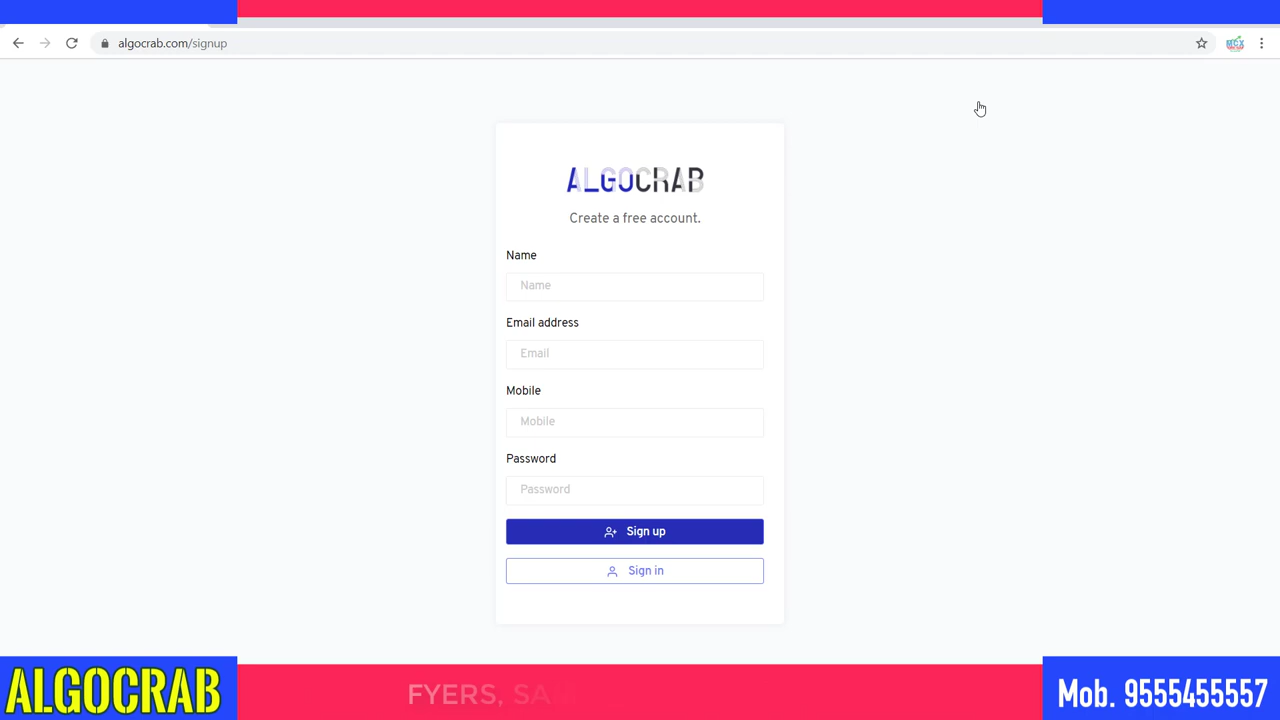 algocrab.com/signup
MCX
ALGOCRAB
Create a free account.
Name
Name
Email address
Email
Mobile
Mobile
Password
Password
Sign up
Sign in
ALGOCRAB
FYERS,
Mob. 9555455557